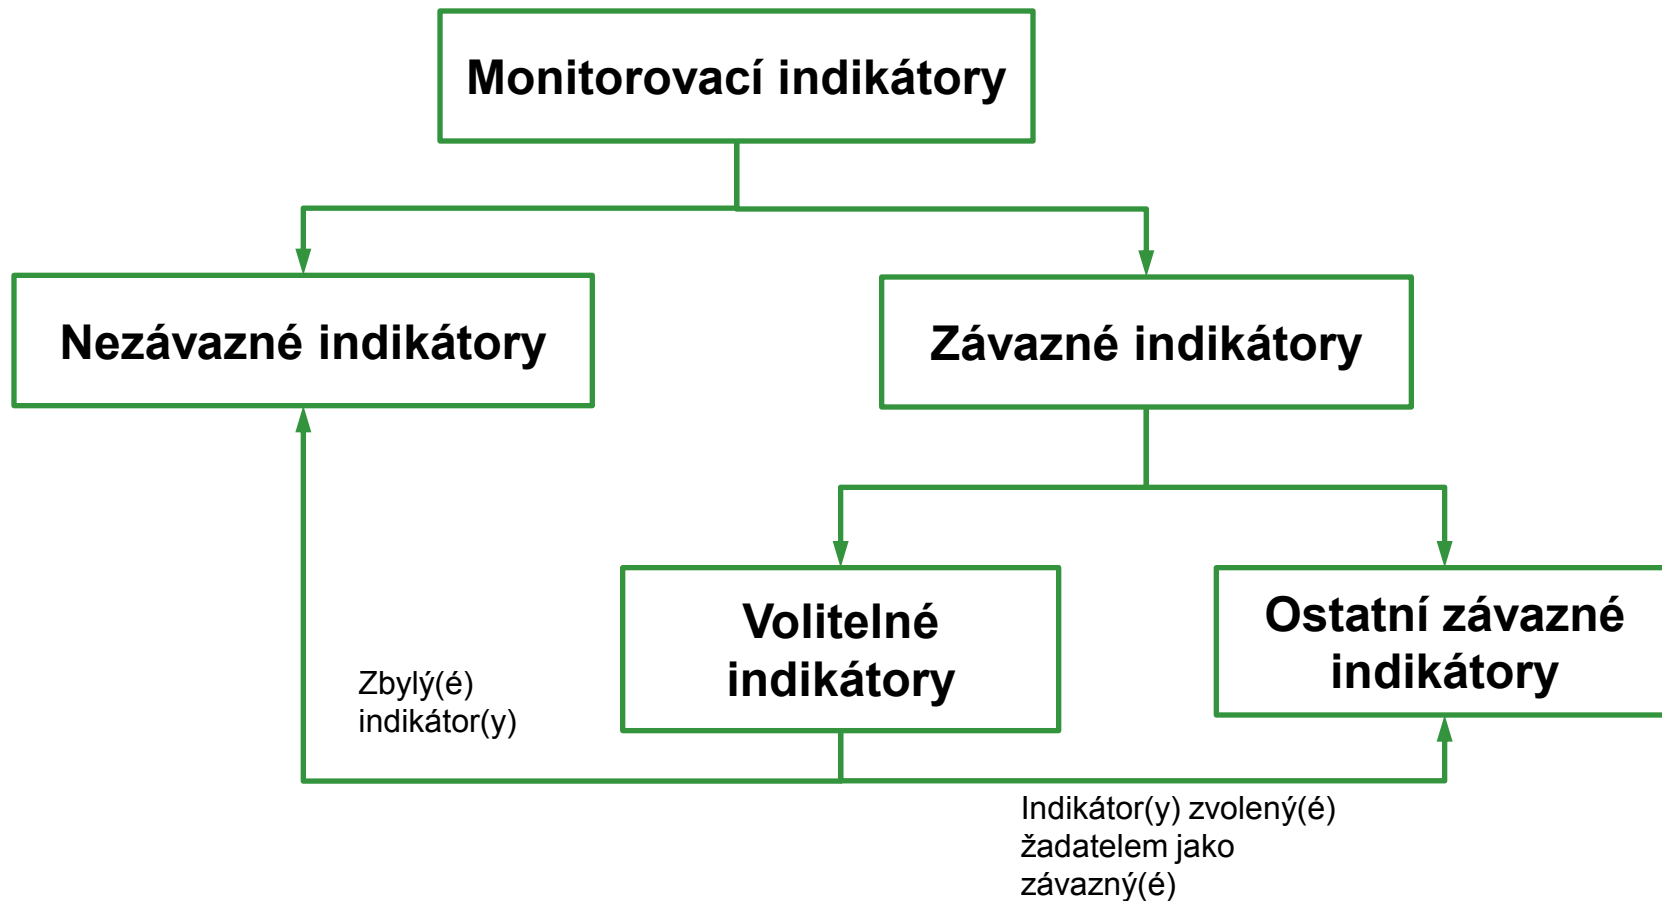 Monitorovací indikátory
Nezávazné indikátory
Závazné indikátory
Volitelné
indikátory
Ostatní závazné
indikátory
Zbylý(é)
indikátor(y)
Indikátor(y) zvolený(é)
žadatelem jako
závazný(é)